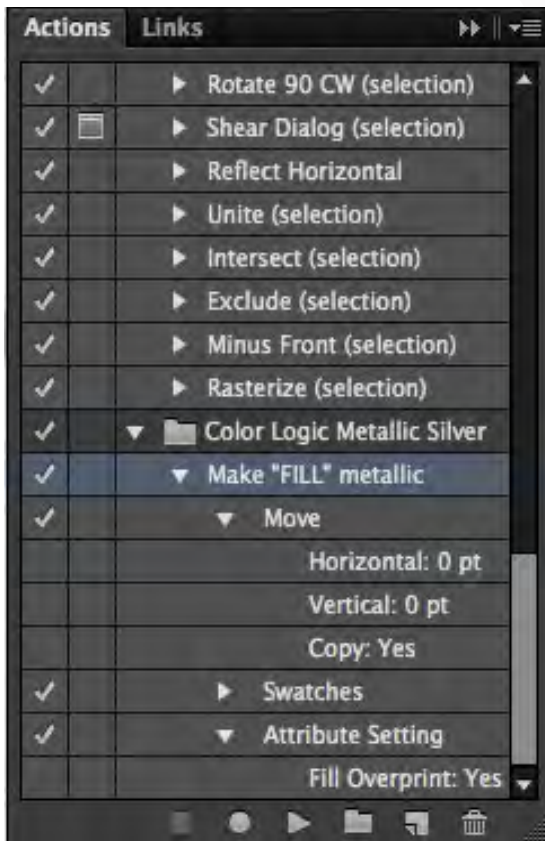 Actions Links
Rotate 90 CW (selection)
Shear Dialog (selection)
Reflect Horizontal
Unite (selection)
Intersect (selection)
Exclude (selection)
Minus Front (selection)
Rasterize (selection)
Color Logic Metallic Silver
Make "FILL" metallic
Move
Horizontal: 0 pt
Vertical: 0 pt
Copy: Yes
Swatches
Attribute Setting
Fill Overprint: Yes